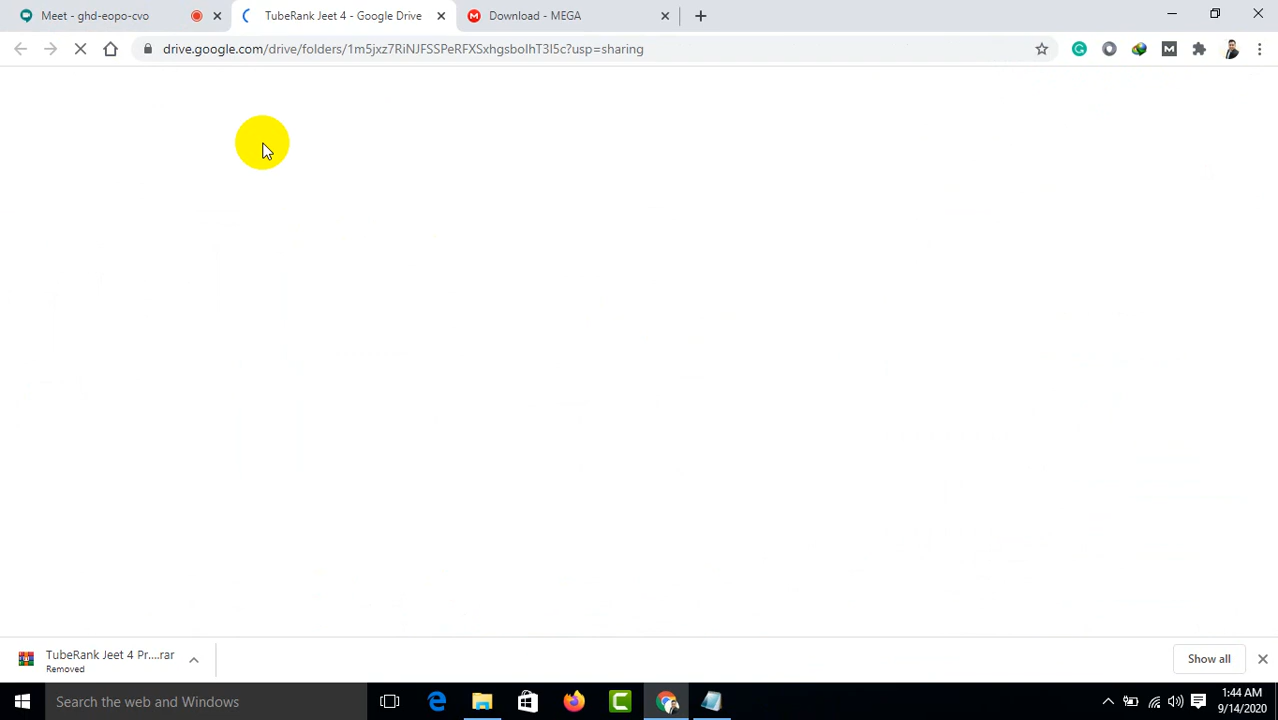 Meet - ghd-eopo-cvo
TubeRank Jeet 4 - Google Drive
Download - MEGA
drive.google.com/drive/folders/1m5jxz7RiNJFSSPeRFXSxhgsbolhT3l5c?usp=sharing
TubeRank Jeet 4 Pr....rar
Removed
Show all
Search the web and Windows
1:44 AM
9/14/2020